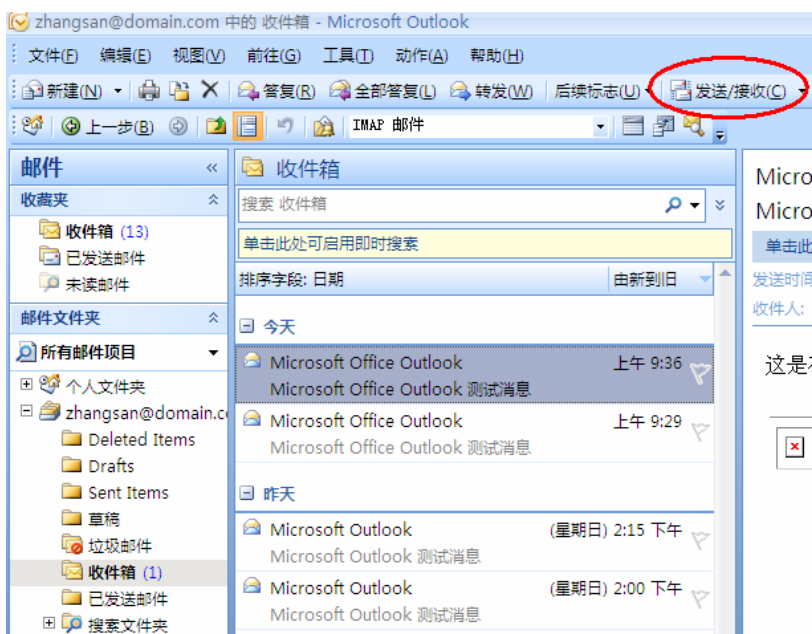 zhangsan@domain.com 中的 收件箱 - Microsoft Outlook
文件(F) 编辑(E) 视图(V) 前往(G) 工具(T) 动作(A) 帮助(H)
新建(N) 答复(R) 全部答复(L) 转发(W) 后续标志(U) 发送/接收(C)
上一步(B) IMAP 邮件
邮件
收藏夹
收件箱 (13)
已发送邮件
未读邮件
邮件文件夹
所有邮件项目
个人文件夹
zhangsan@domain.c
Deleted Items
Drafts
Sent Items
草稿
垃圾邮件
收件箱 (1)
已发送邮件
搜索文件夹
收件箱
搜索 收件箱
单击此处可启用即时搜索
排序字段: 日期 由新到旧
今天
Microsoft Office Outlook 上午 9:36
Microsoft Office Outlook 测试消息
Microsoft Office Outlook 上午 9:29
Microsoft Office Outlook 测试消息
昨天
Microsoft Outlook (星期日) 2:15 下午
Microsoft Outlook 测试消息
Microsoft Outlook (星期日) 2:00 下午
Microsoft Outlook 测试消息
Micro
Micro
单击此
发送时间
收件人:
这是